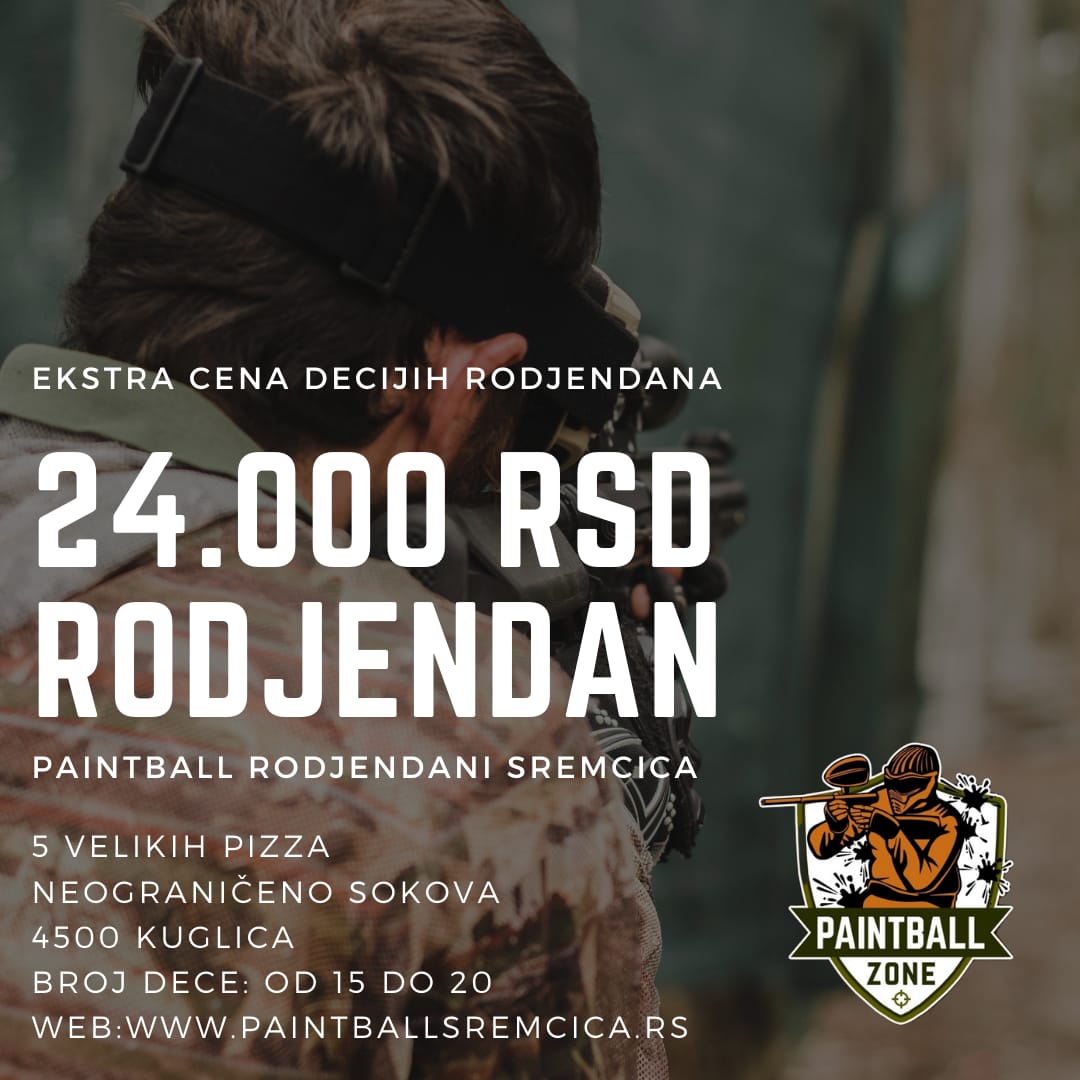 EKSTRA CENA DECIJIH RODJENDANA
24.000 RSD
RODJENDAN
PAINTBALL RODJENDANI SREMCICA
5 VELIKIH PIZZA
NEOGRANIČENO SOKOVA
4500 KUGLICA
BROJ DECE: OD 15 DO 20
WEB:WWW.PAINTBALLSREMCICA.RS
PAINTBALL
ZONE